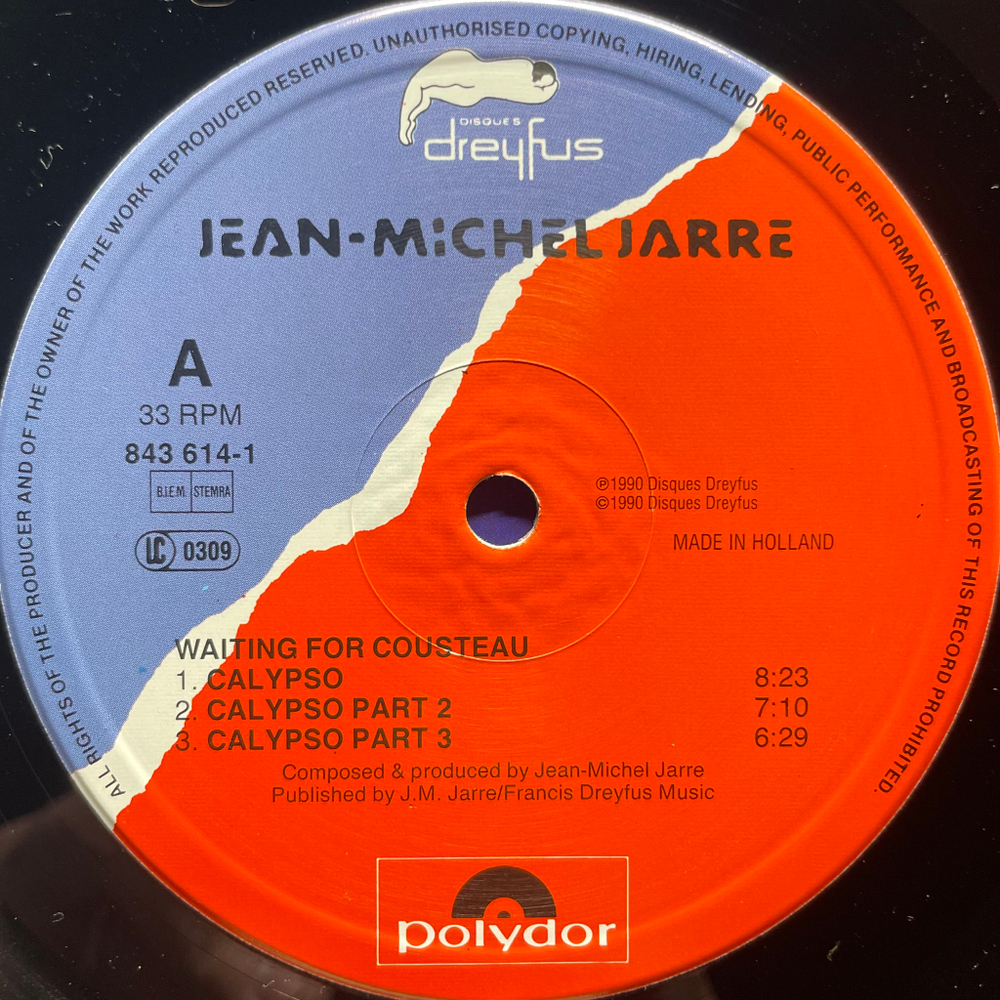 ALL RIGHTS OF THE PRODUCER AND OF THE OWNER OF THE WORK REPRODUCED RESERVED. UNAUTHORISED COPYING, HIRING, LENDING, PUBLIC PERFORMANCE AND BROADCASTING OF THIS RECORD PROHIBITED.
DISQUES
dreyfus
JEAN-MICHEL JARRE
A
33 RPM
843 614-1
B.I.E.M. STEMRA
LC 0309
℗1990 Disques Dreyfus
©1990 Disques Dreyfus
MADE IN HOLLAND
WAITING FOR COUSTEAU
1. CALYPSO 8:23
2. CALYPSO PART 2 7:10
3. CALYPSO PART 3 6:29
Composed & produced by Jean-Michel Jarre
Published by J.M. Jarre/Francis Dreyfus Music
polydor